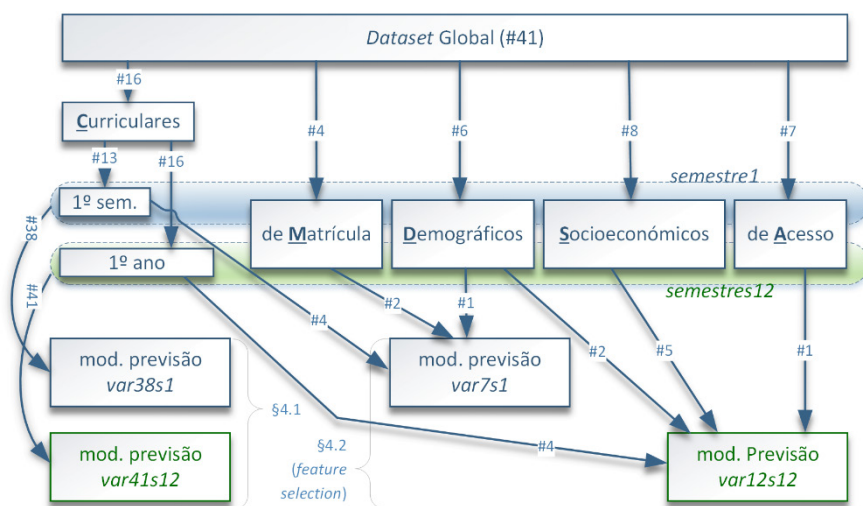 Dataset Global (#41)
#16
Curriculares
#4
#6
#8
#7
#13
#16
semestre1
1º sem.
de Matrícula
Demográficos
Socioeconómicos
de Acesso
#38
1º ano
#41
semestres12
#2
#1
#4
#2
#5
#1
mod. previsão
var38s1
mod. previsão
var7s1
§4.1
§4.2
(feature
selection)
#4
mod. previsão
var41s12
mod. Previsão
var12s12